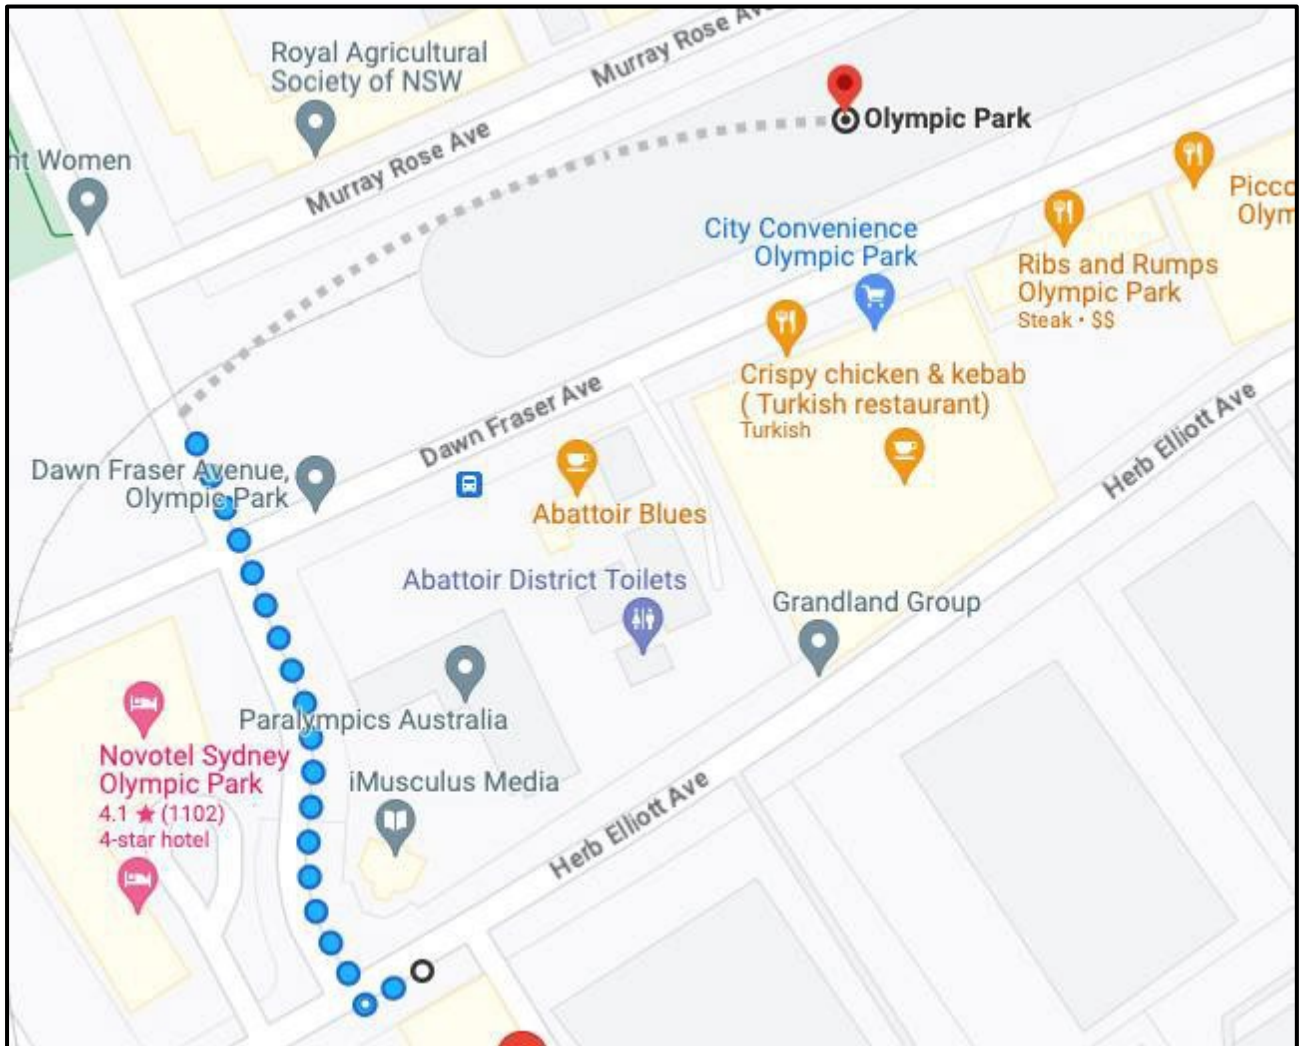 Royal Agricultural
Society of NSW
Murray Rose Ave
Murray Rose Ave
Olympic Park
ht Women
City Convenience
Olympic Park
Ribs and Rumps
Olympic Park
Steak • $$
Picco
Olym
Crispy chicken & kebab
( Turkish restaurant)
Turkish
Dawn Fraser Ave
Herb Elliott Ave
Dawn Fraser Avenue,
Olympic Park
Abattoir Blues
Abattoir District Toilets
Grandland Group
Paralympics Australia
Novotel Sydney
Olympic Park
4.1 ★ (1102)
4-star hotel
iMusculus Media
Herb Elliott Ave